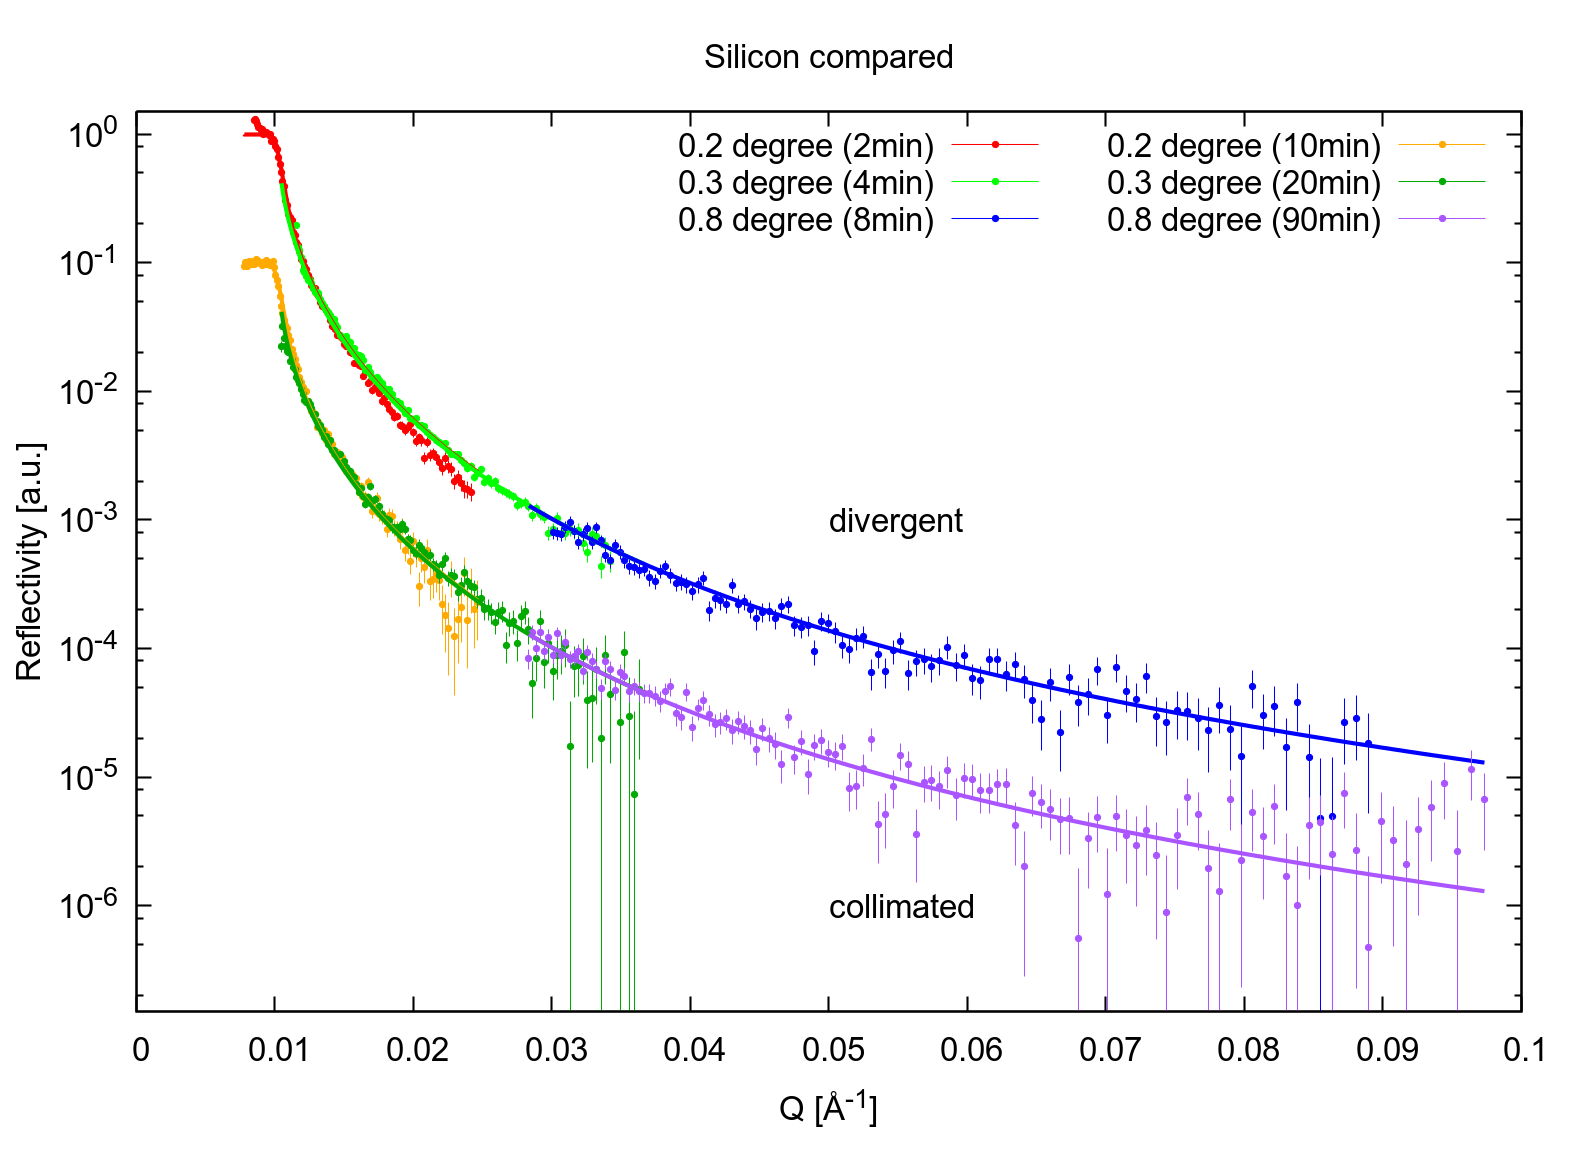 Silicon compared
0.2 degree (2min)
0.3 degree (4min)
0.8 degree (8min)
0.2 degree (10min)
0.3 degree (20min)
0.8 degree (90min)
10^0
10^-1
10^-2
10^-3
10^-4
10^-5
10^-6
Reflectivity [a.u.]
divergent
collimated
0 0.01 0.02 0.03 0.04 0.05 0.06 0.07 0.08 0.09 0.1
Q [Å^-1]